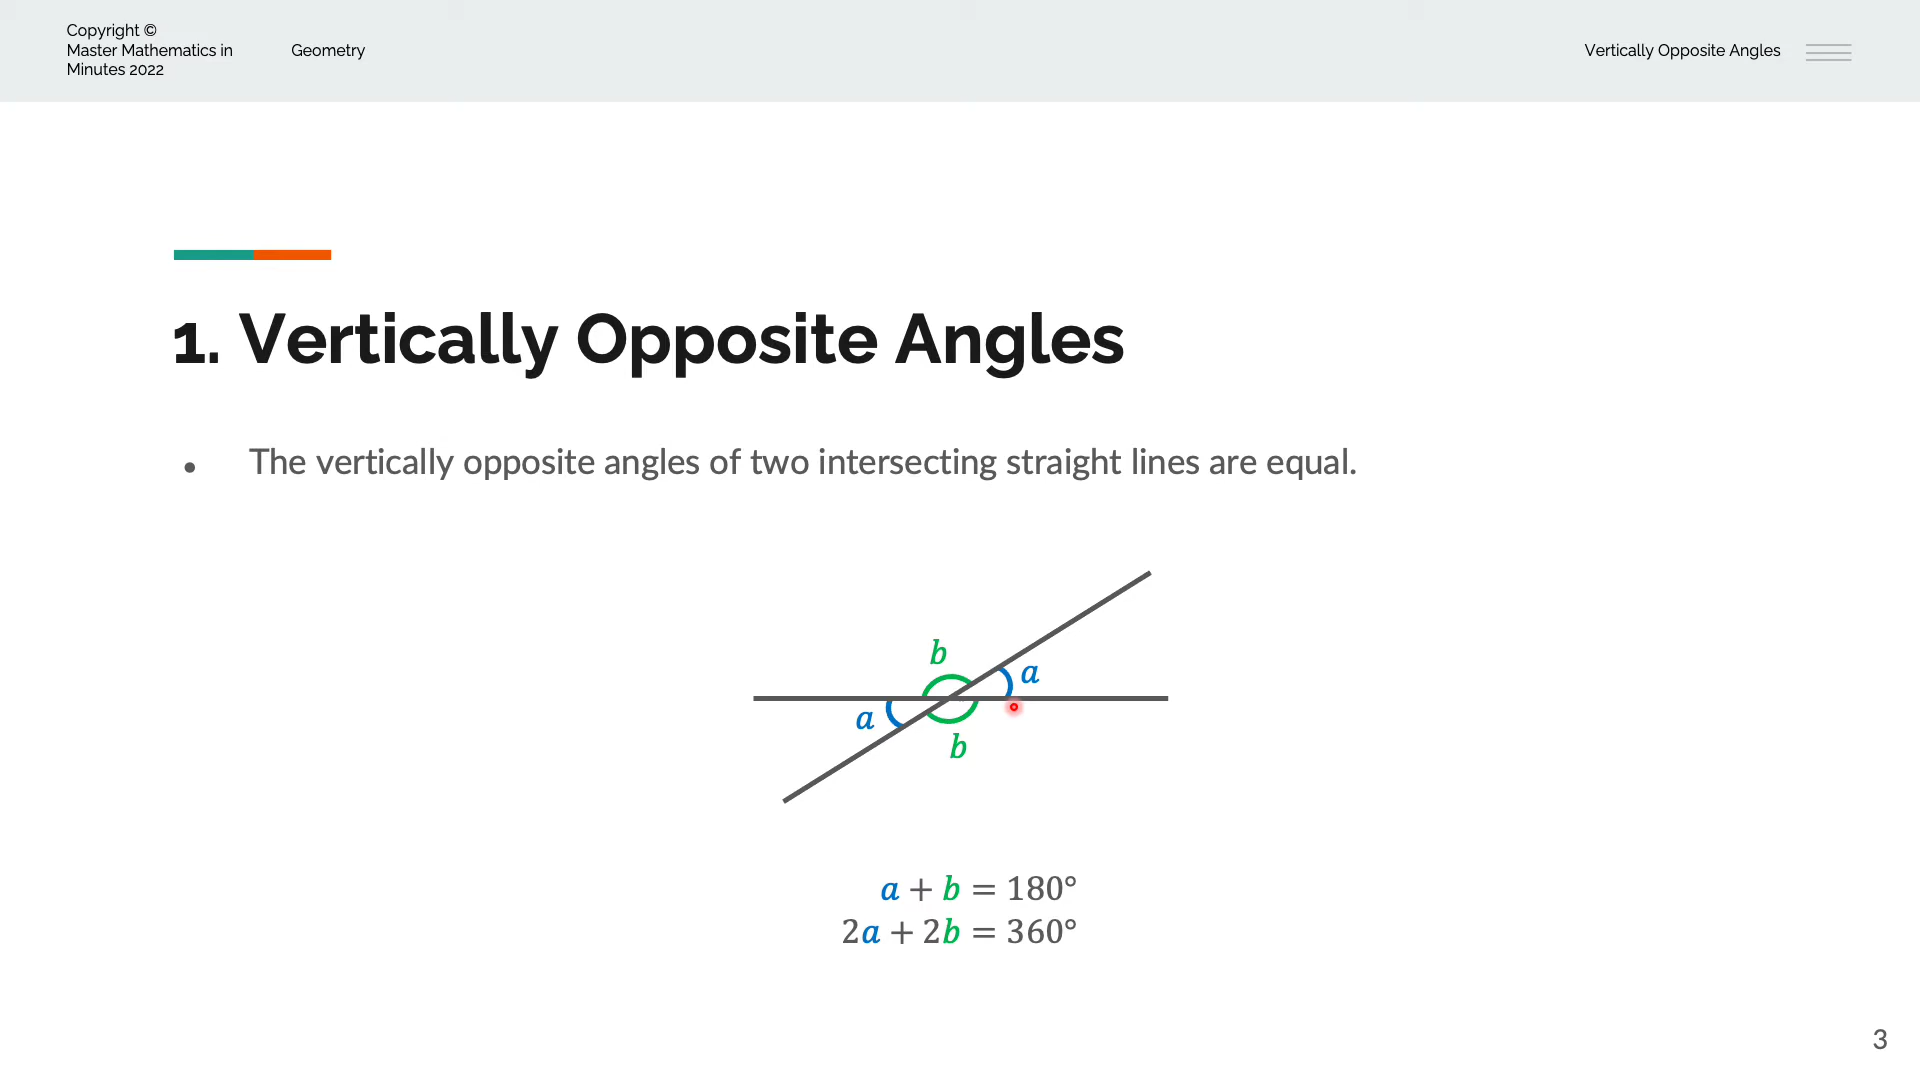 Copyright ©
Master Mathematics in
Minutes 2022
Geometry
Vertically Opposite Angles
1. Vertically Opposite Angles
• The vertically opposite angles of two intersecting straight lines are equal.
b
a
a
b
a + b = 180°
2a + 2b = 360°
3